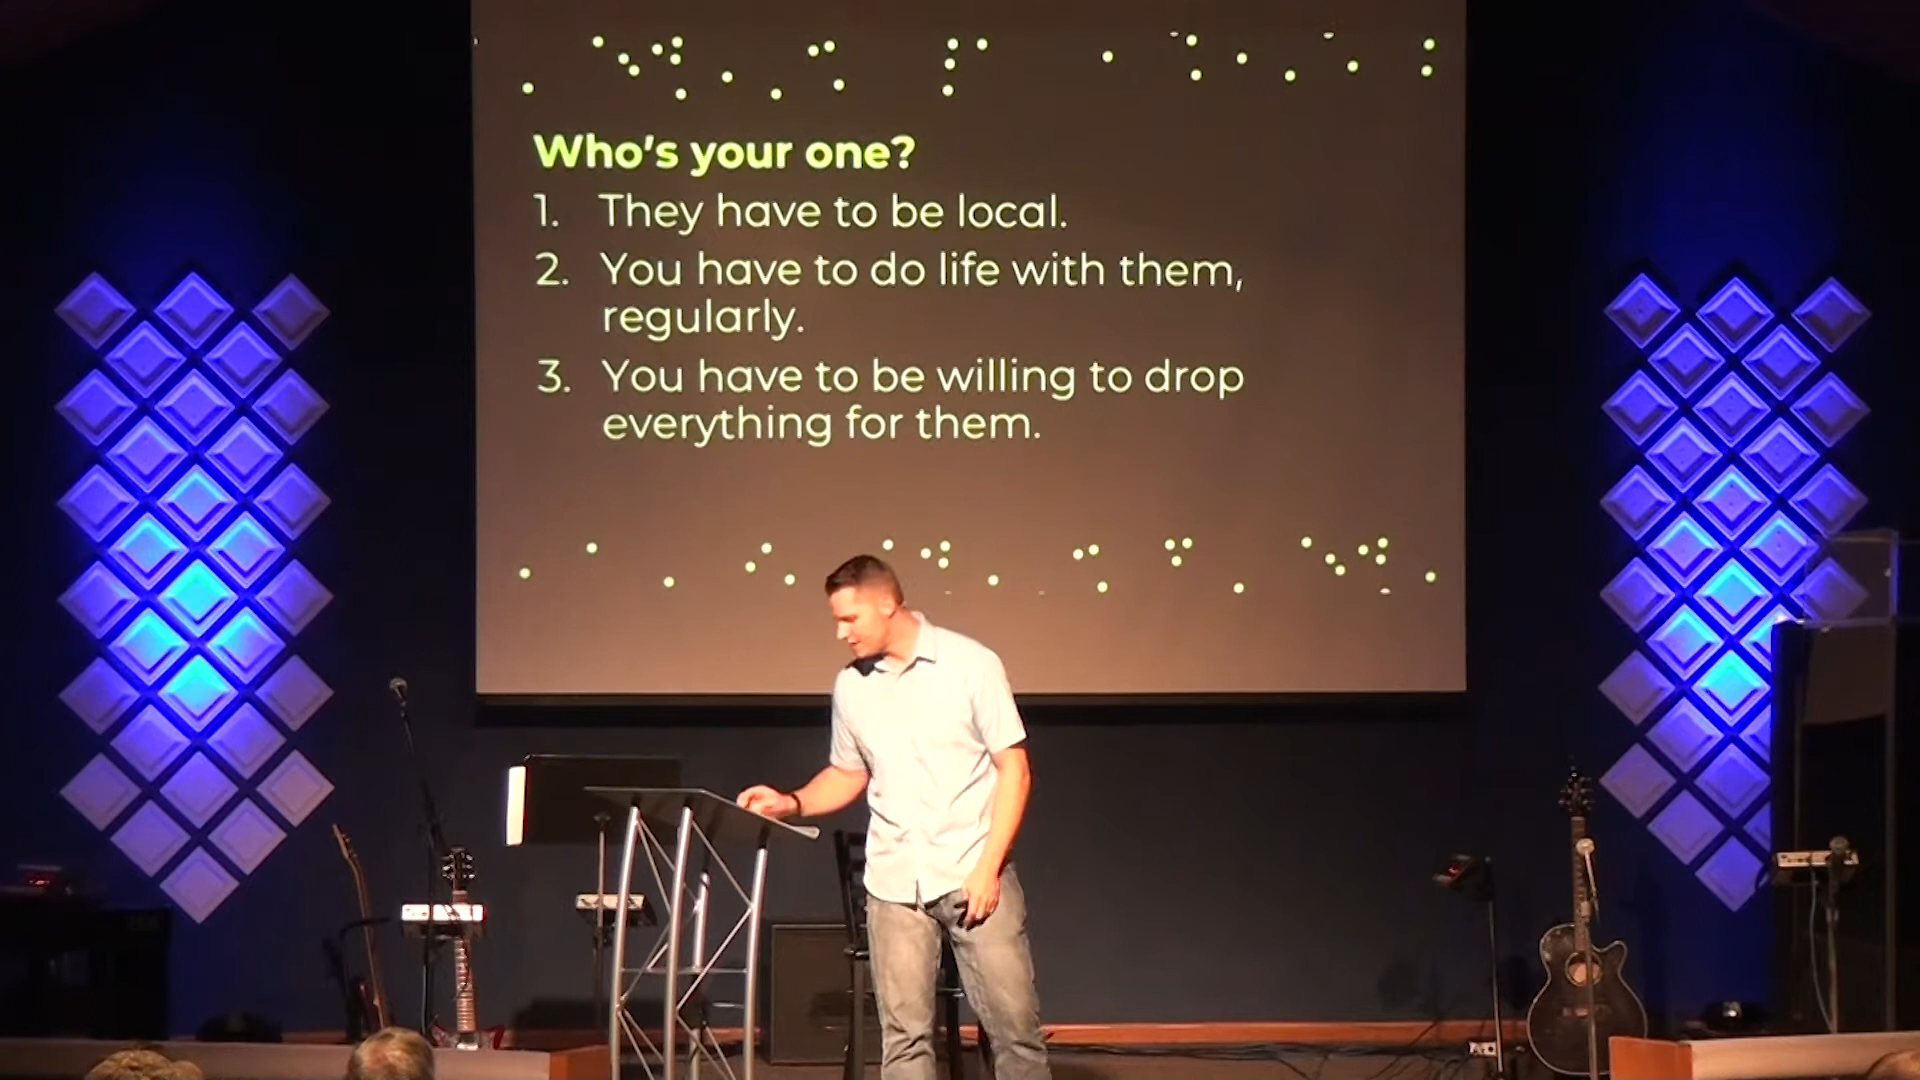 Who's your one?
1. They have to be local.
2. You have to do life with them,
regularly.
3. You have to be willing to drop
everything for them.